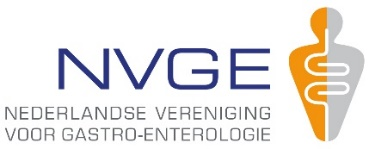 NVGE
NEDERLANDSE VERENIGING
VOOR GASTRO-ENTEROLOGIE